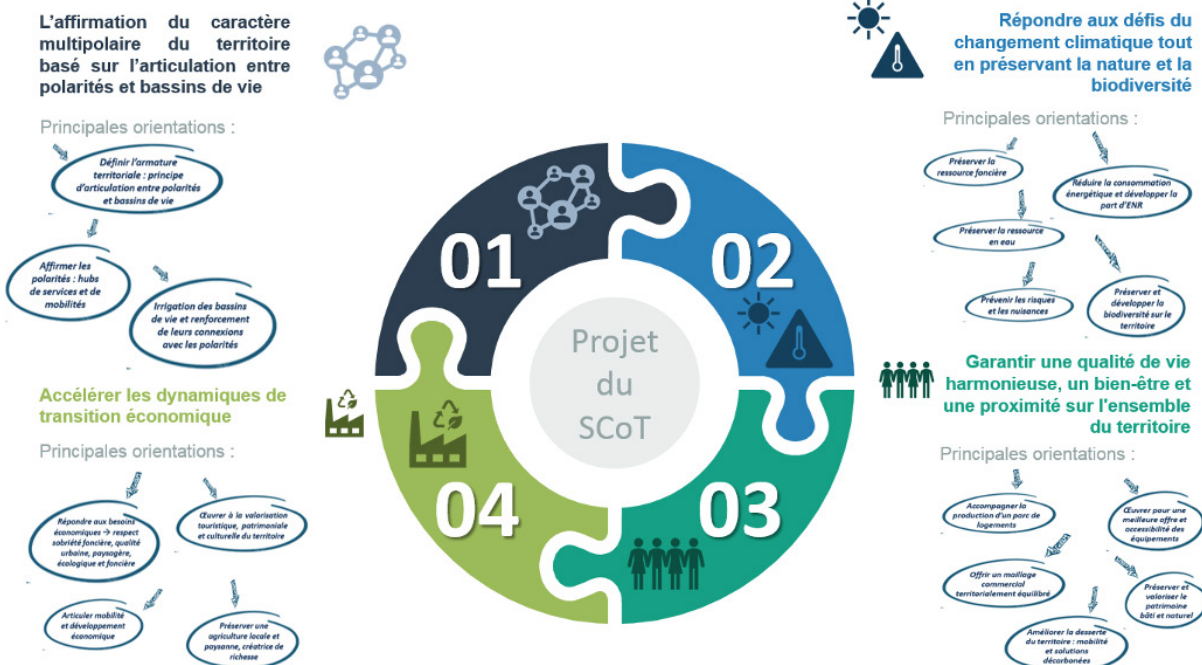 L'affirmation du caractère
multipolaire du territoire
basé sur l'articulation entre
polarités et bassins de vie
Principales orientations :
Définir l'armature
territoriale : principe
d'articulation entre polarités
et bassins de vie
Affirmer les
polarités : hubs
de services et de
mobilités
Irrigation des bassins
de vie et renforcement
de leurs connexions
avec les polarités
Répondre aux défis du
changement climatique tout
en préservant la nature et la
biodiversité
Principales orientations :
Préserver la
ressource foncière
Réduire la consommation
énergétique et développer la
part d'ENR
Préserver la ressource
en eau
Prévenir les risques
et les nuisances
Préserver et
développer la
biodiversité sur le
territoire
01
02
Projet
du
SCoT
04
03
Accélérer les dynamiques de
transition économique
Principales orientations :
Répondre aux besoins
économiques → respect
sobriété foncière, qualité
urbaine, paysagère,
écologique et foncière
Œuvrer à la valorisation
touristique, patrimoniale
et culturelle du territoire
Articuler mobilité
et développement
économique
Préserver une
agriculture locale et
paysanne, créatrice de
richesse
Garantir une qualité de vie
harmonieuse, un bien-être et
une proximité sur l'ensemble
du territoire
Principales orientations :
Accompagner la
production d'un parc de
logements
Œuvrer pour une
meilleure offre et
accessibilité des
équipements
Offrir un maillage
commercial
territorialement équilibré
Préserver et
valoriser le
patrimoine
bâti et naturel
Améliorer la desserte
du territoire : mobilité
et solutions
décarbonées